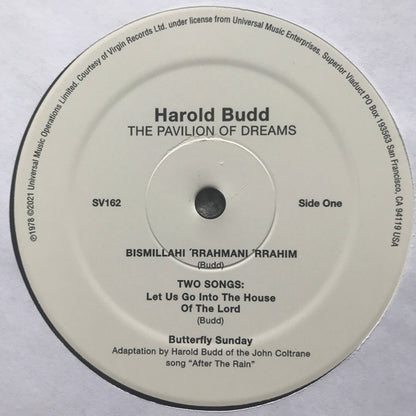 ℗1978 ©2021 Universal Music Operations Limited. Courtesy of Virgin Records Ltd. under license from Universal Music Enterprises. Superior Viaduct PO Box 193563 San Francisco, CA 94119 USA
Harold Budd
THE PAVILION OF DREAMS
SV162
Side One
BISMILLAHI ´RRAHMANI ´RRAHIM
(Budd)
TWO SONGS:
Let Us Go Into The House
Of The Lord
(Budd)
Butterfly Sunday
Adaptation by Harold Budd of the John Coltrane
song "After The Rain"